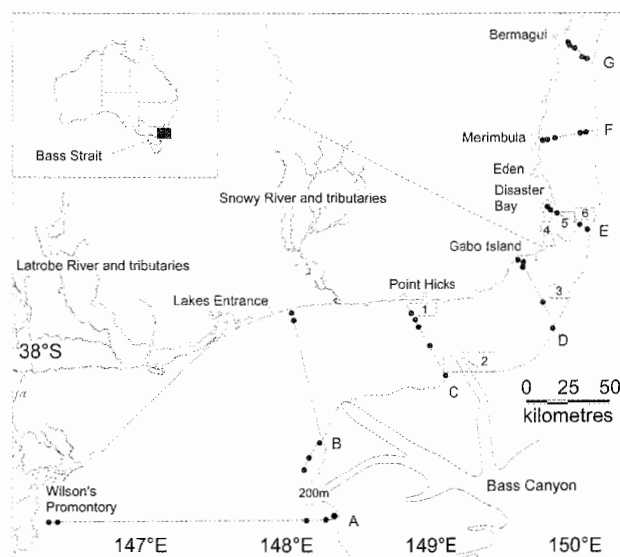 Bermagui
G
Bass Strait
Merimbula
F
Eden
Snowy River and tributaries
Disaster
Bay
6
5
4
E
Gabo Island
Latrobe River and tributaries
Point Hicks
Lakes Entrance
1
3
38°S
D
2
0 25 50
kilometres
C
B
Wilson's
Promontory
200m
Bass Canyon
A
147°E
148°E
149°E
150°E